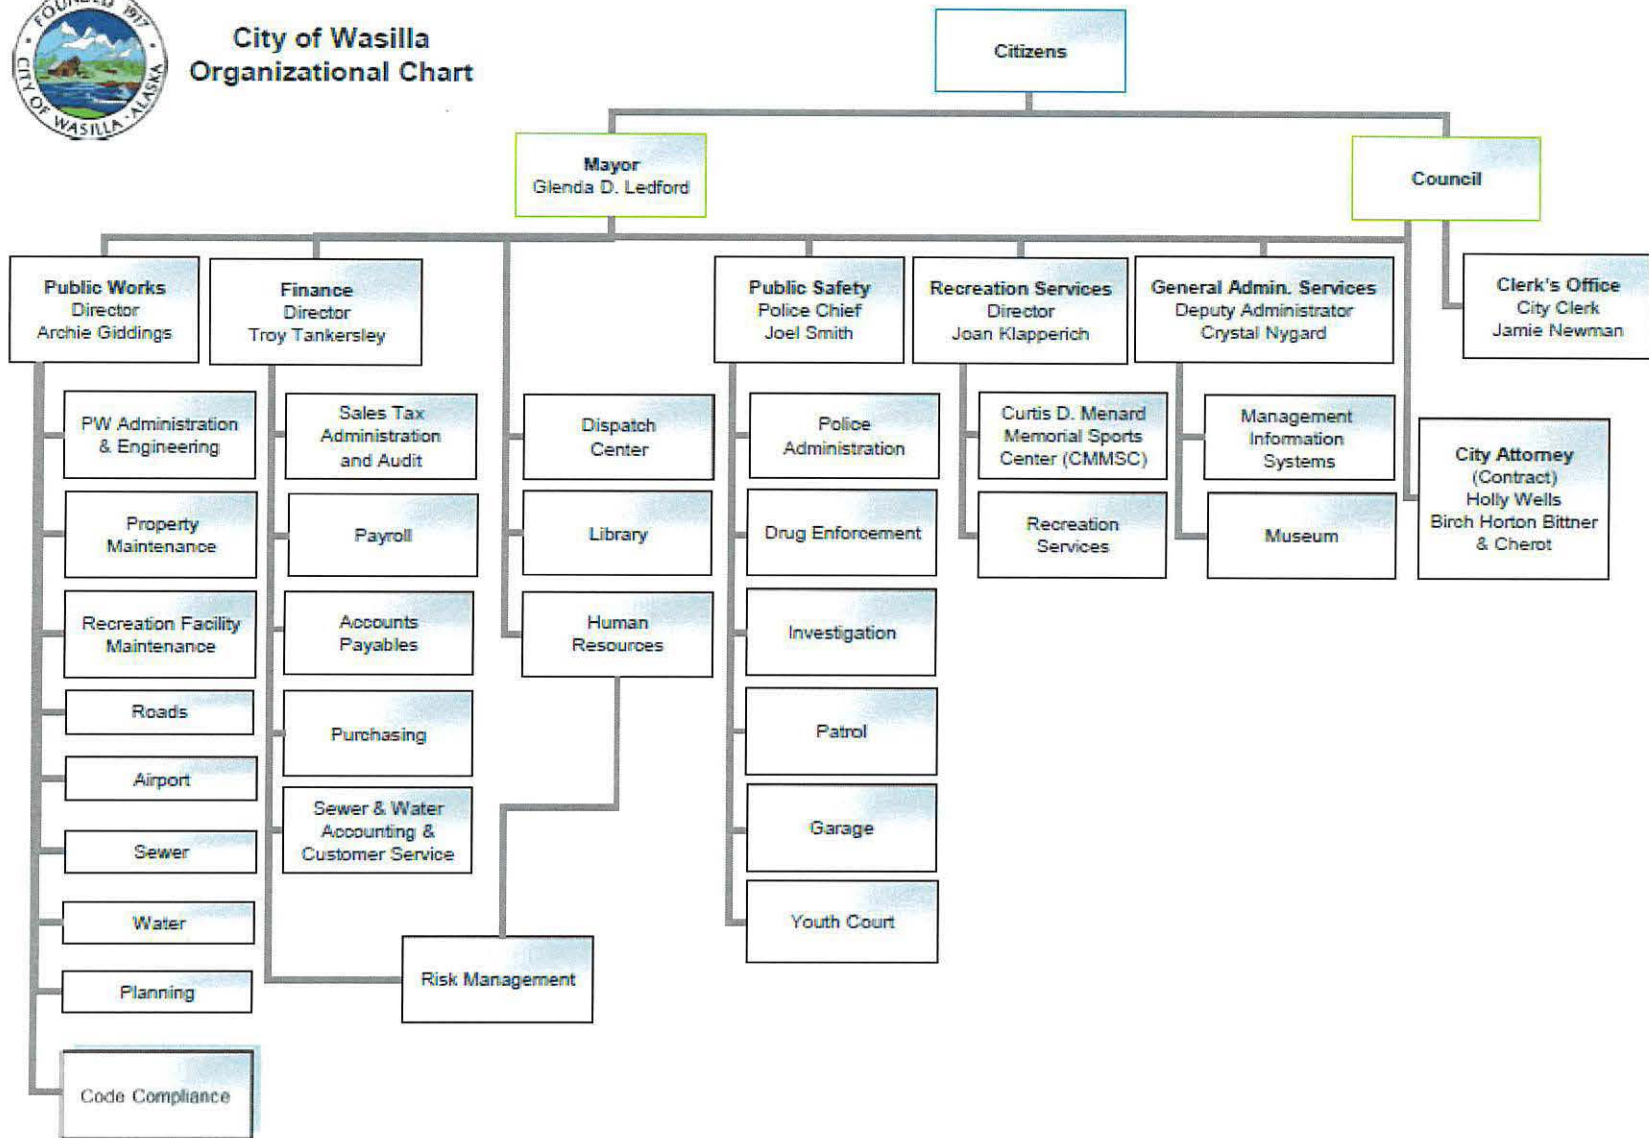 FOUNDED 1917
CITY OF WASILLA · ALASKA
City of Wasilla
Organizational Chart
Citizens
Mayor
Glenda D. Ledford
Council
Public Works
Director
Archie Giddings
Finance
Director
Troy Tankersley
Public Safety
Police Chief
Joel Smith
Recreation Services
Director
Joan Klapperich
General Admin. Services
Deputy Administrator
Crystal Nygard
Clerk's Office
City Clerk
Jamie Newman
PW Administration
& Engineering
Property
Maintenance
Recreation Facility
Maintenance
Roads
Airport
Sewer
Water
Planning
Code Compliance
Sales Tax
Administration
and Audit
Payroll
Accounts
Payables
Purchasing
Sewer & Water
Accounting &
Customer Service
Dispatch
Center
Library
Human
Resources
Risk Management
Police
Administration
Drug Enforcement
Investigation
Patrol
Garage
Youth Court
Curtis D. Menard
Memorial Sports
Center (CMMSC)
Recreation
Services
Management
Information
Systems
Museum
City Attorney
(Contract)
Holly Wells
Birch Horton Bittner
& Cherot